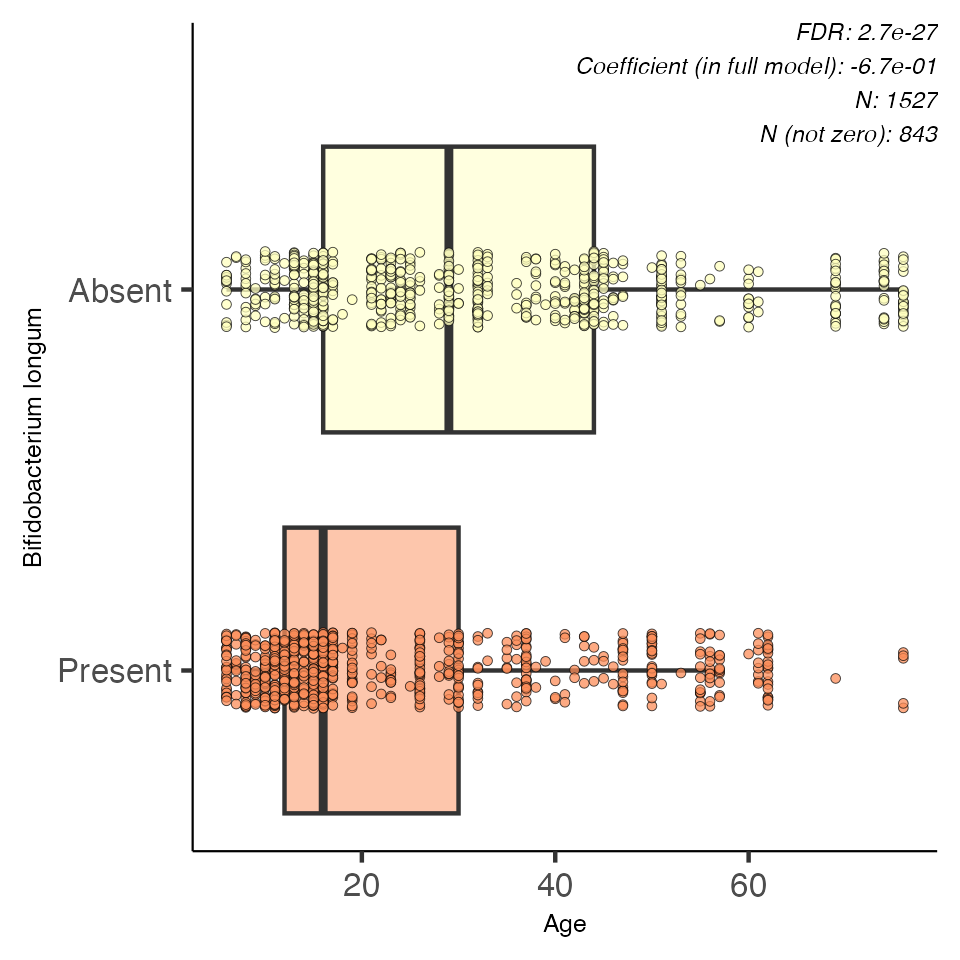 FDR: 2.7e-27
Coefficient (in full model): -6.7e-01
N: 1527
N (not zero): 843
Bifidobacterium longum
Absent
Present
20 40 60
Age